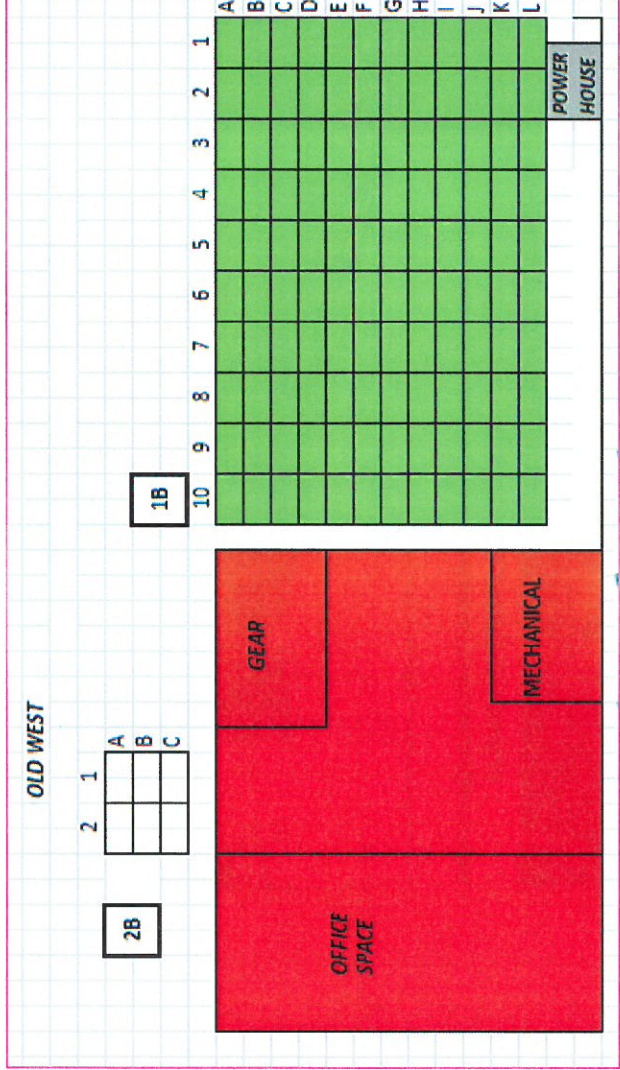 OLD WEST
2 1
A
B
C
2B
1B
10 9 8 7 6 5 4 3 2 1
A
B
C
D
E
F
G
H
I
J
K
L
GEAR
OFFICE
SPACE
MECHANICAL
POWER
HOUSE